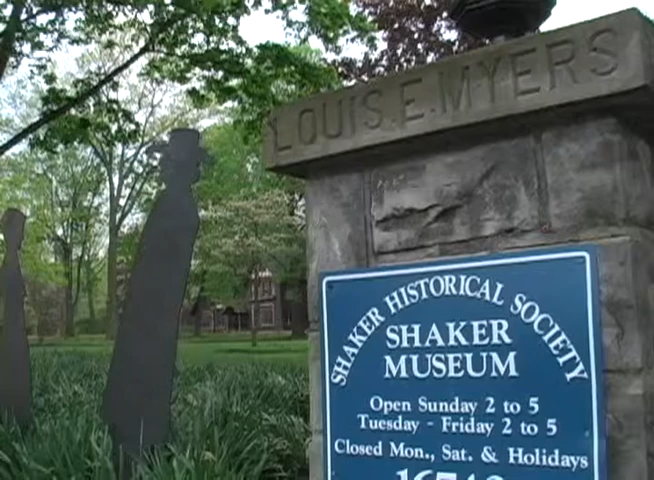 LOUIS.E.MYERS
SHAKER HISTORICAL SOCIETY
SHAKER
MUSEUM
Open Sunday 2 to 5
Tuesday - Friday 2 to 5
Closed Mon., Sat. & Holidays